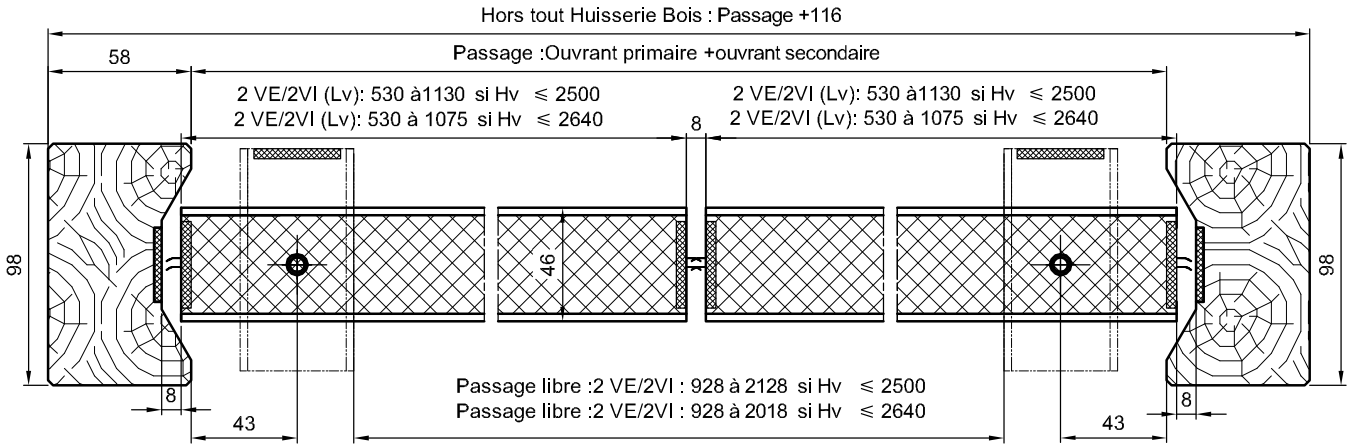 Hors tout Huisserie Bois : Passage +116
58
Passage :Ouvrant primaire +ouvrant secondaire
2 VE/2VI (Lv): 530 à1130 si Hv ≤ 2500
2 VE/2VI (Lv): 530 à 1075 si Hv ≤ 2640
8
2 VE/2VI (Lv): 530 à1130 si Hv ≤ 2500
2 VE/2VI (Lv): 530 à 1075 si Hv ≤ 2640
98
46
98
8
43
Passage libre :2 VE/2VI : 928 à 2128 si Hv ≤ 2500
Passage libre :2 VE/2VI : 928 à 2018 si Hv ≤ 2640
43
8